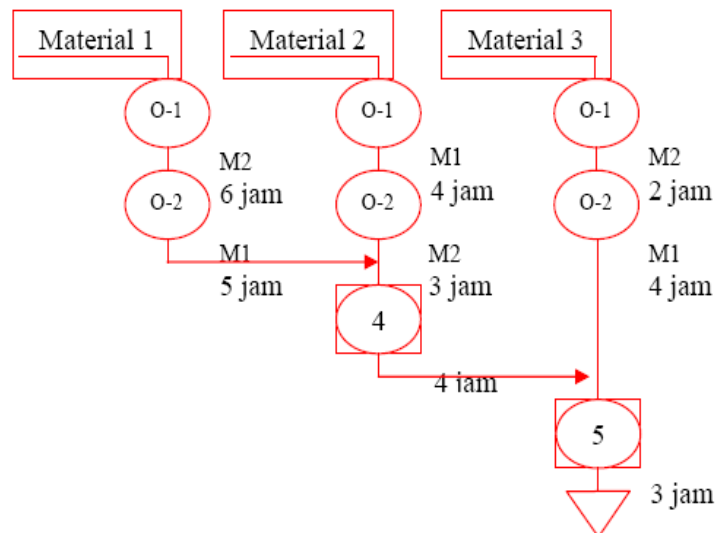 Material 1
Material 2
Material 3
O-1
O-1
O-1
M2
6 jam
M1
4 jam
M2
2 jam
O-2
O-2
O-2
M1
5 jam
M2
3 jam
M1
4 jam
4
4 jam
5
3 jam